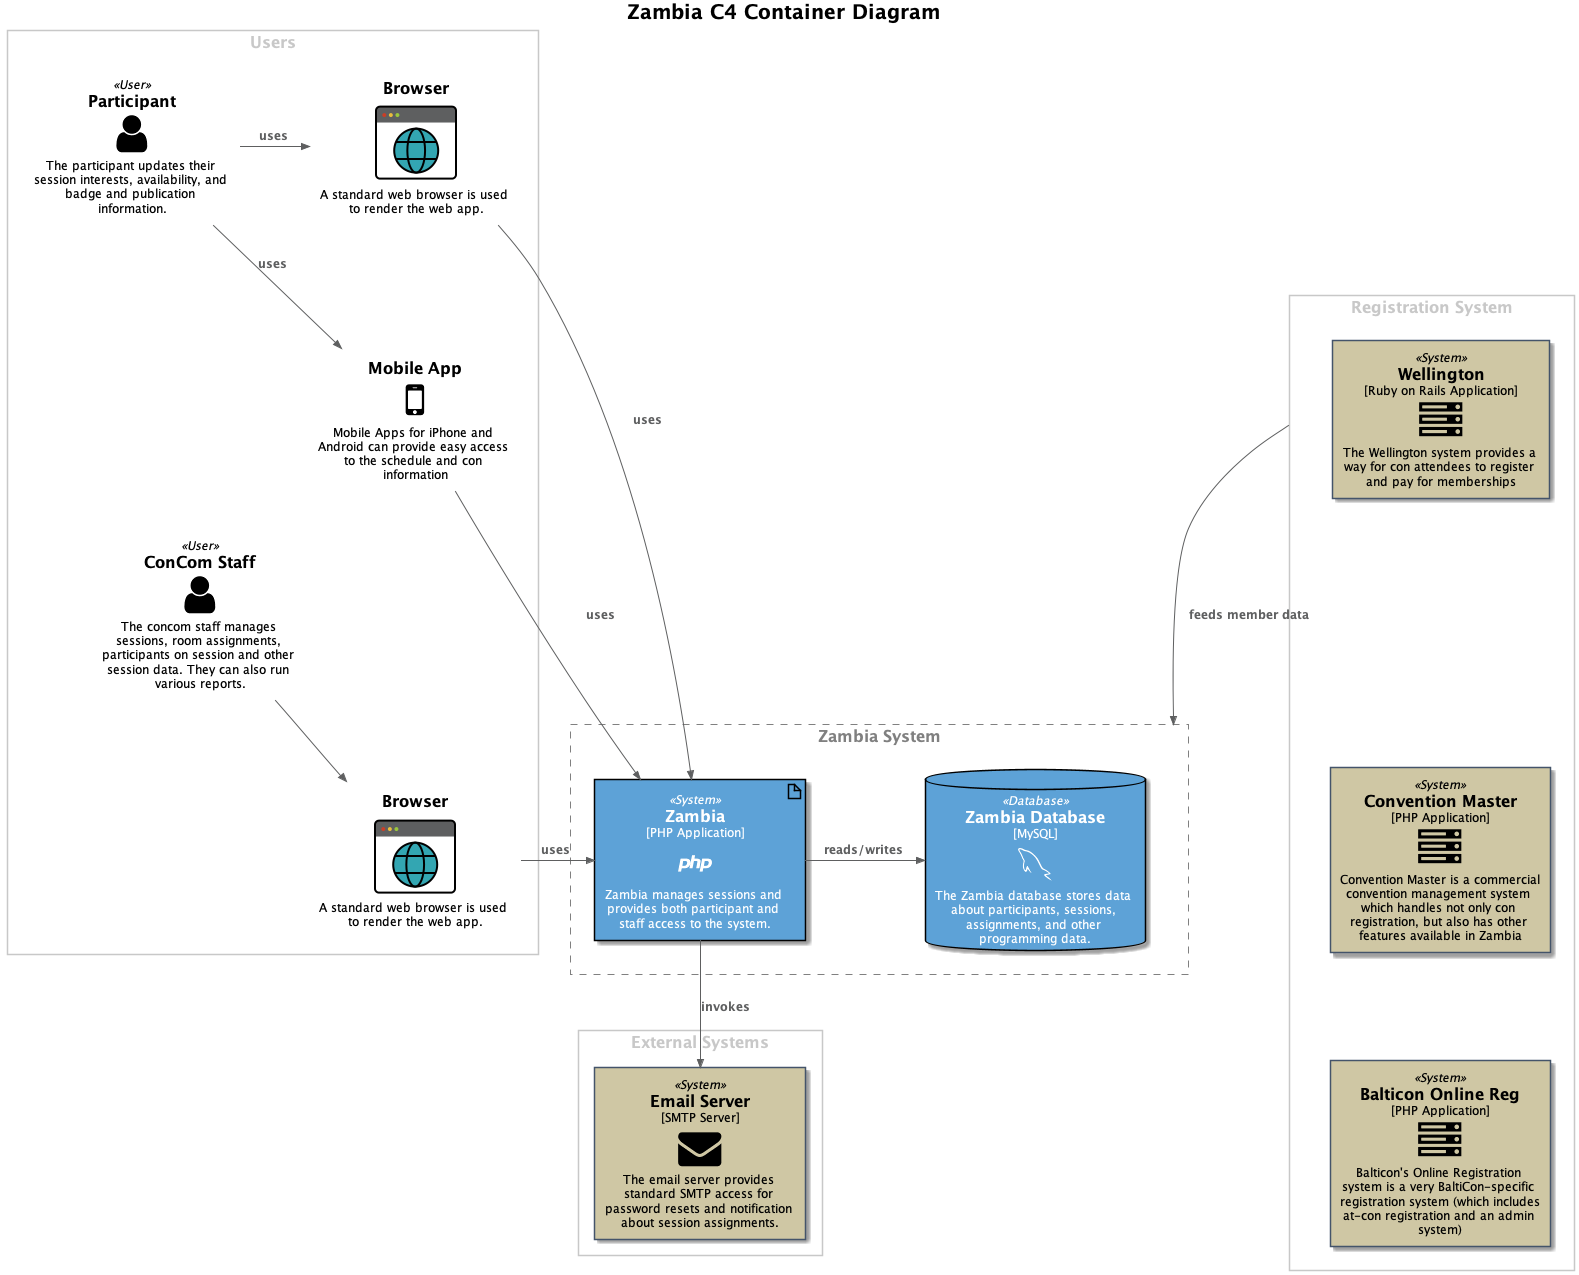 Zambia C4 Container Diagram
Users
«User»
Participant
The participant updates their
session interests, availability, and
badge and publication
information.
uses
Browser
A standard web browser is used
to render the web app.
uses
Mobile App
Mobile Apps for iPhone and
Android can provide easy access
to the schedule and con
information
uses
uses
«User»
ConCom Staff
The concom staff manages
sessions, room assignments,
participants on session and other
session data. They can also run
various reports.
Browser
A standard web browser is used
to render the web app.
uses
Zambia System
«System»
Zambia
[PHP Application]
php
Zambia manages sessions and
provides both participant and
staff access to the system.
reads/writes
«Database»
Zambia Database
[MySQL]
The Zambia database stores data
about participants, sessions,
assignments, and other
programming data.
invokes
External Systems
«System»
Email Server
[SMTP Server]
The email server provides
standard SMTP access for
password resets and notification
about session assignments.
feeds member data
Registration System
«System»
Wellington
[Ruby on Rails Application]
The Wellington system provides a
way for con attendees to register
and pay for memberships
«System»
Convention Master
[PHP Application]
Convention Master is a commercial
convention management system
which handles not only con
registration, but also has other
features available in Zambia
«System»
Balticon Online Reg
[PHP Application]
Balticon's Online Registration
system is a very BaltiCon-specific
registration system (which includes
at-con registration and an admin
system)